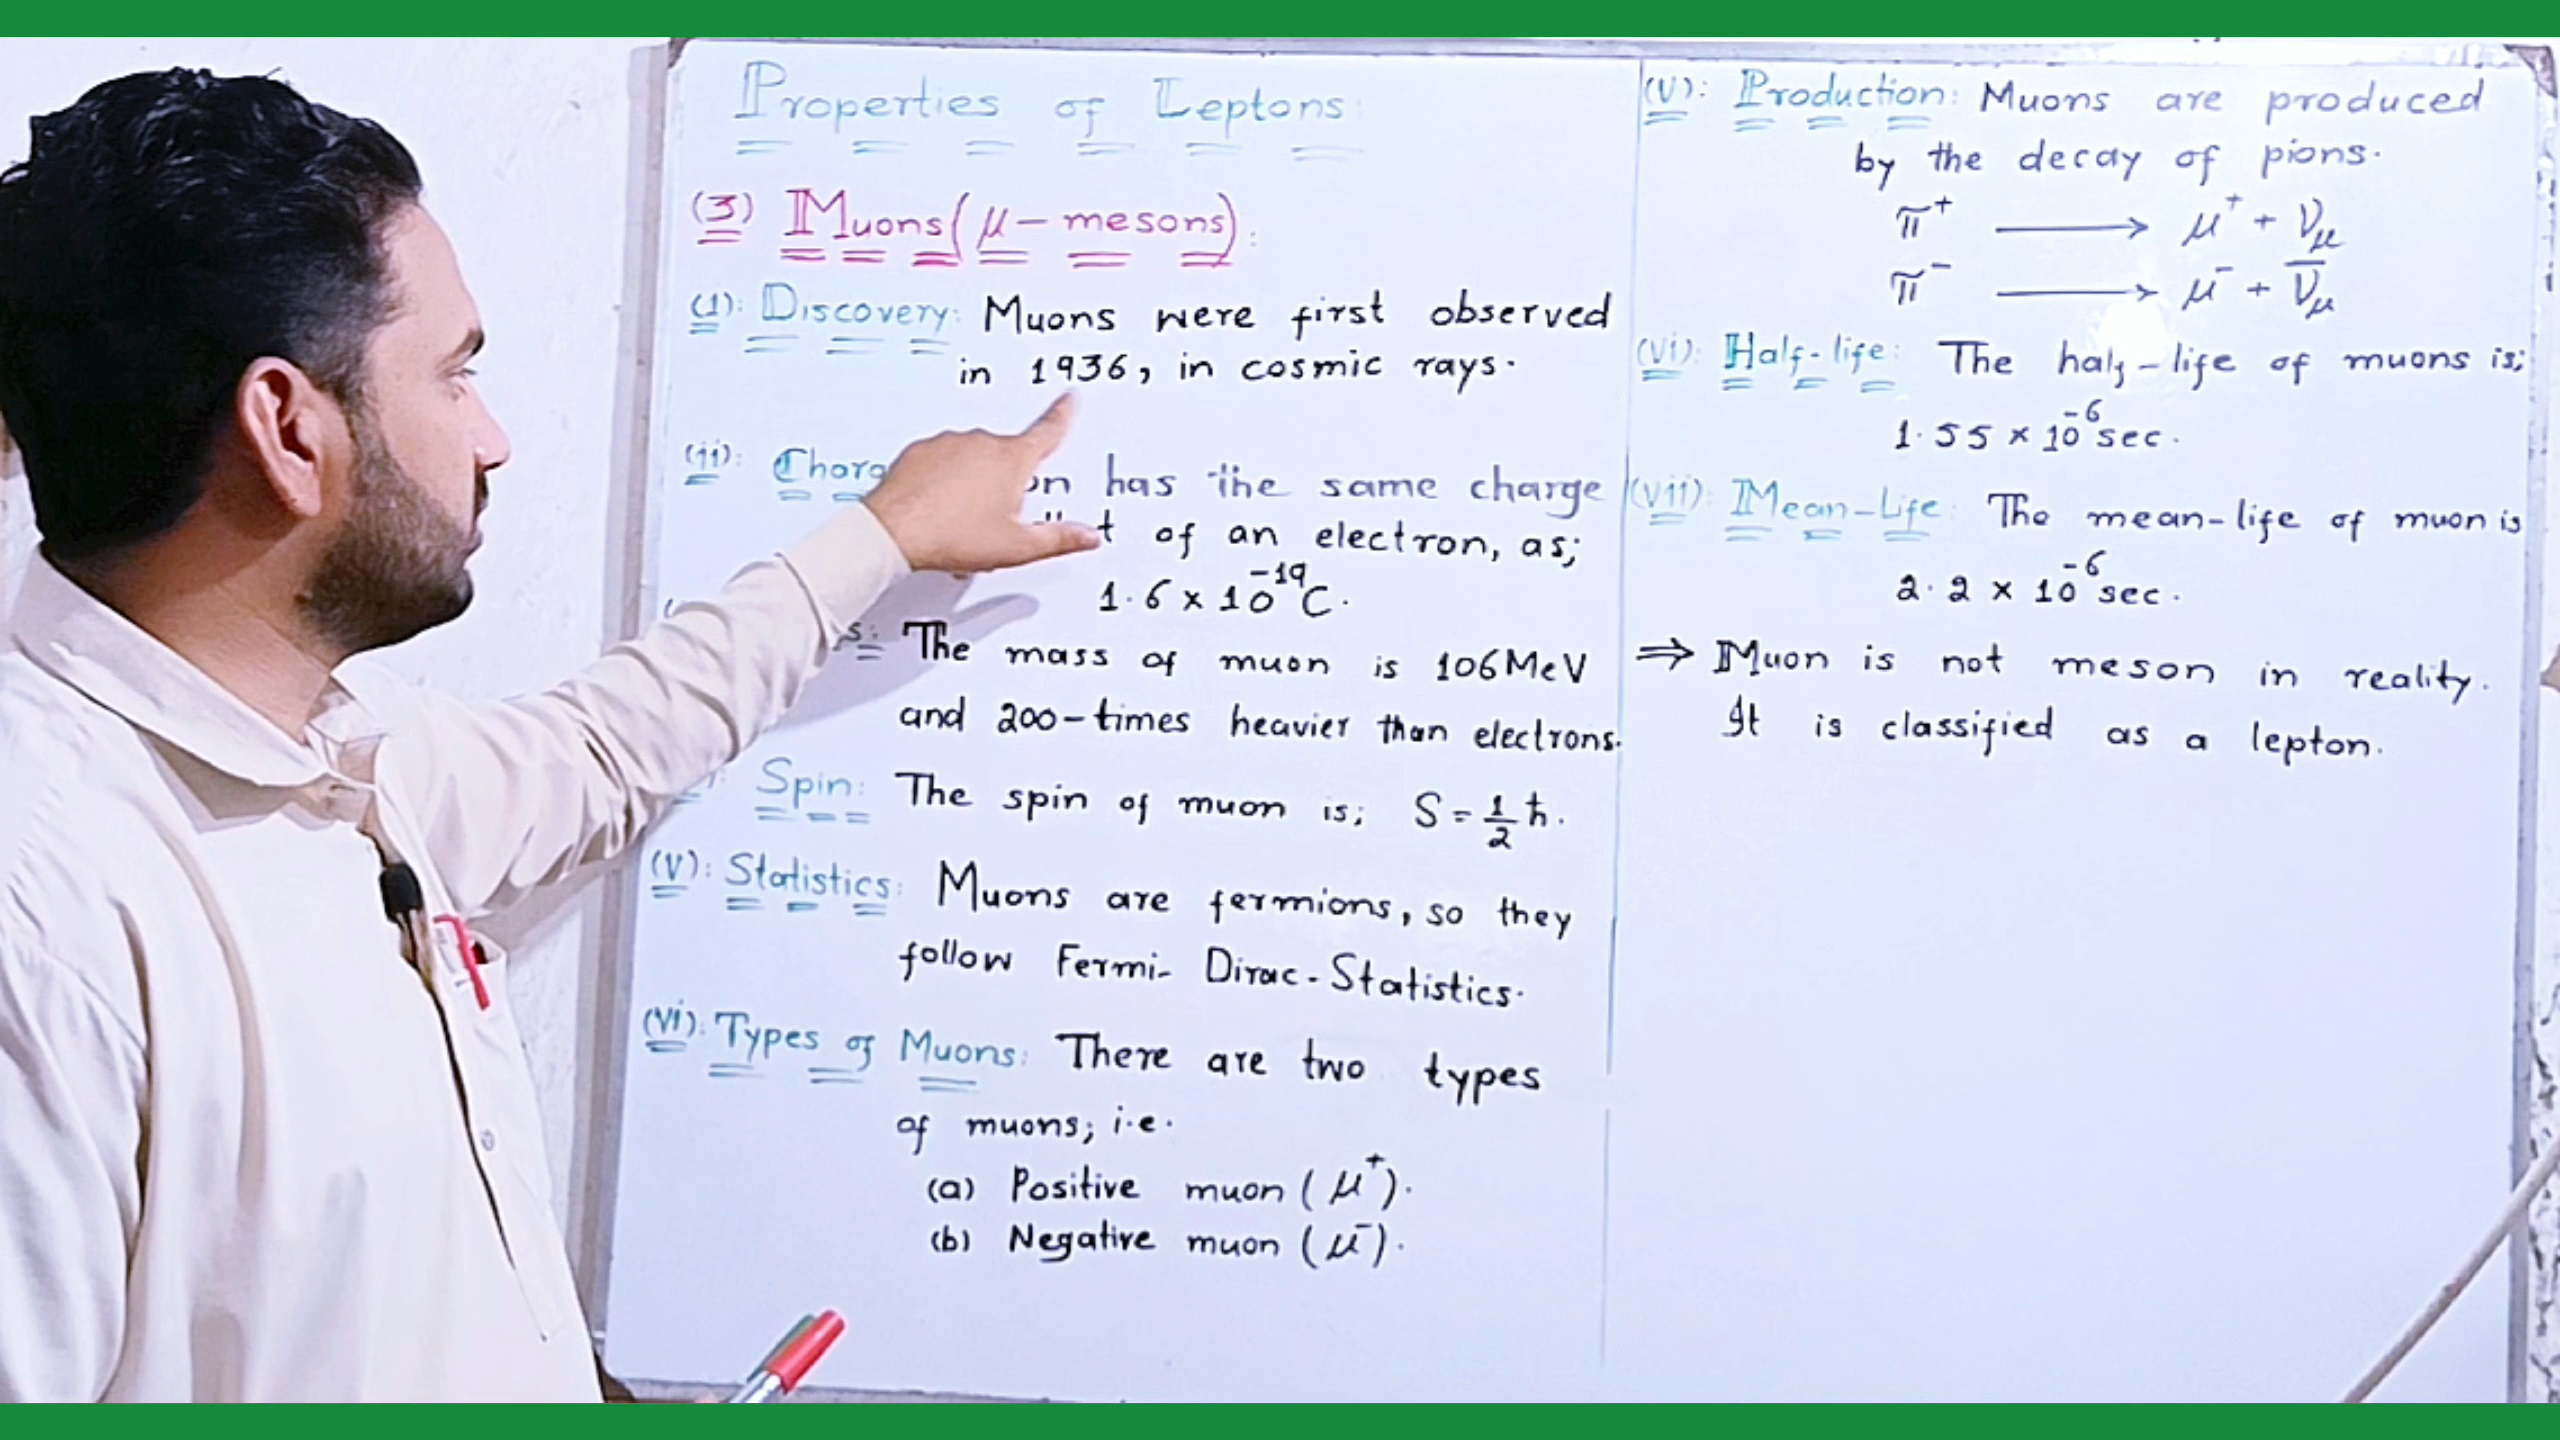 Properties of Leptons:
(3) Muons (μ- mesons):
(i): Discovery: Muons were first observed
in 1936, in cosmic rays.
(ii): has the same charge
of an electron, as;
1.6 × 10⁻¹⁹C.
The mass of muon is 106MeV
and 200-times heavier than electrons.
Spin: The spin of muon is; S = 1/2 ħ.
(V): Statistics: Muons are fermions, so they
follow Fermi- Dirac-Statistics.
(Vi): Types of Muons: There are two types
of muons; i.e.
(a) Positive muon (μ⁺).
(b) Negative muon (μ⁻).
(V): Production: Muons are produced
by the decay of pions.
π⁺ ⟶ μ⁺ + ν_μ
π⁻ ⟶ μ⁻ + ν̅_μ
(Vi): Half-life: The half-life of muons is;
1.55 × 10⁻⁶ sec.
(Vii): Mean-Life: The mean-life of muon is
2.2 × 10⁻⁶ sec.
⇒ Muon is not meson in reality.
It is classified as a lepton.